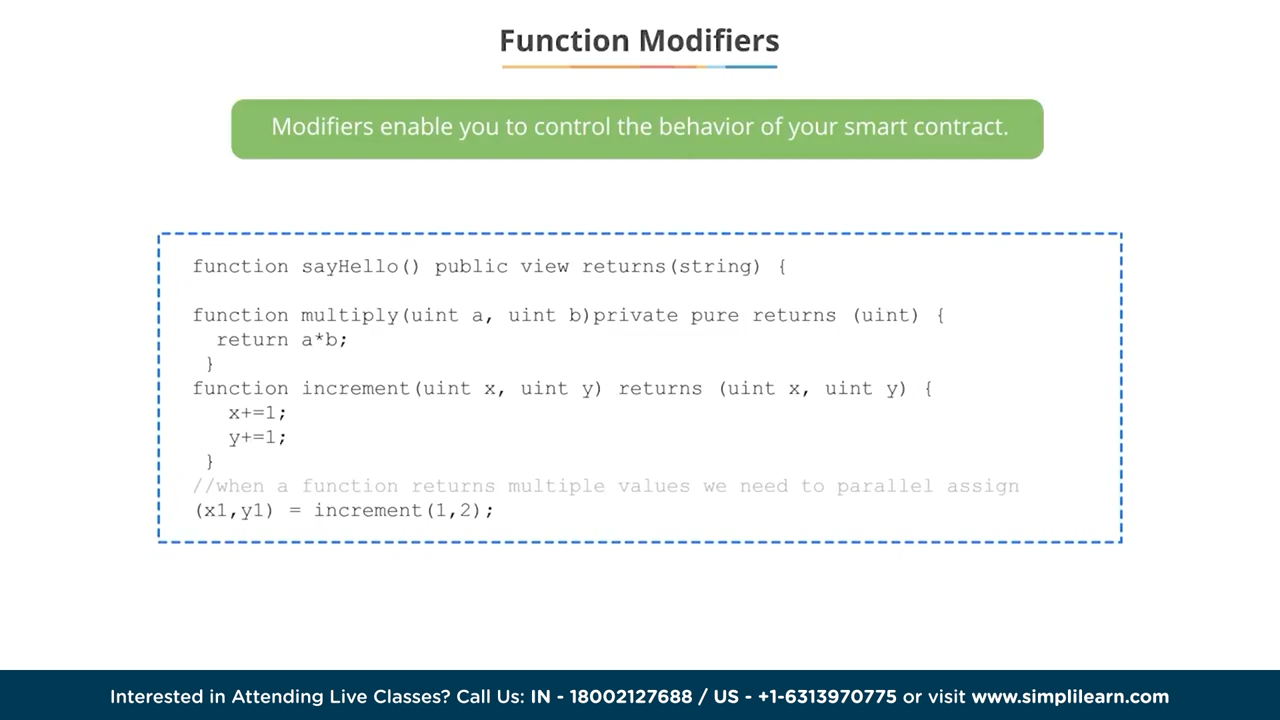 Function Modifiers
Modifiers enable you to control the behavior of your smart contract.
function sayHello() public view returns(string) {
function multiply(uint a, uint b)private pure returns (uint) {
return a*b;
}
function increment(uint x, uint y) returns (uint x, uint y) {
x+=1;
y+=1;
}
//when a function returns multiple values we need to parallel assign
(x1,y1) = increment(1,2);
Interested in Attending Live Classes? Call Us: IN - 18002127688 / US - +1-6313970775 or visit www.simplilearn.com